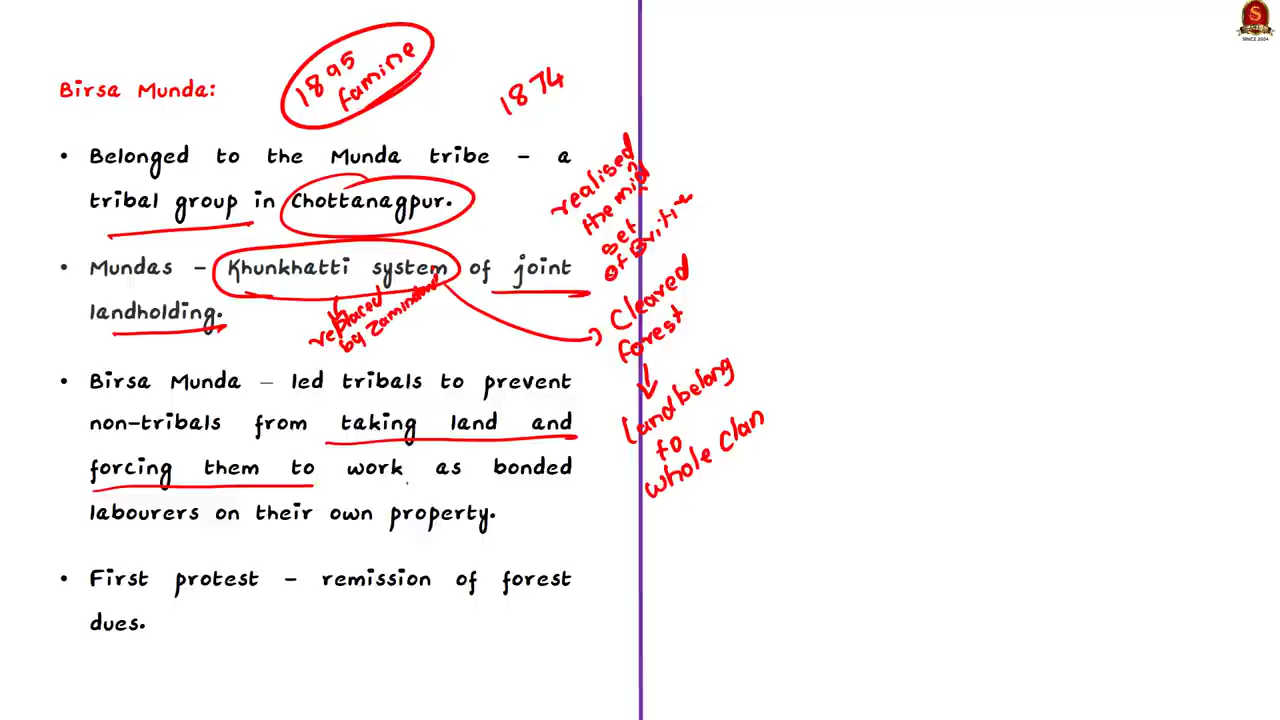 Birsa Munda:
1895
famine
1874
• Belonged to the Munda tribe - a
tribal group in Chottanagpur.
realised
the mind
set
of British
• Mundas - Khunkhatti system of joint
landholding.
replaced
by Zamindari
Cleared
forest
Land belong
to
whole clan
• Birsa Munda – led tribals to prevent
non-tribals from taking land and
forcing them to work as bonded
labourers on their own property.
• First protest - remission of forest
dues.
S
SINCE 2004